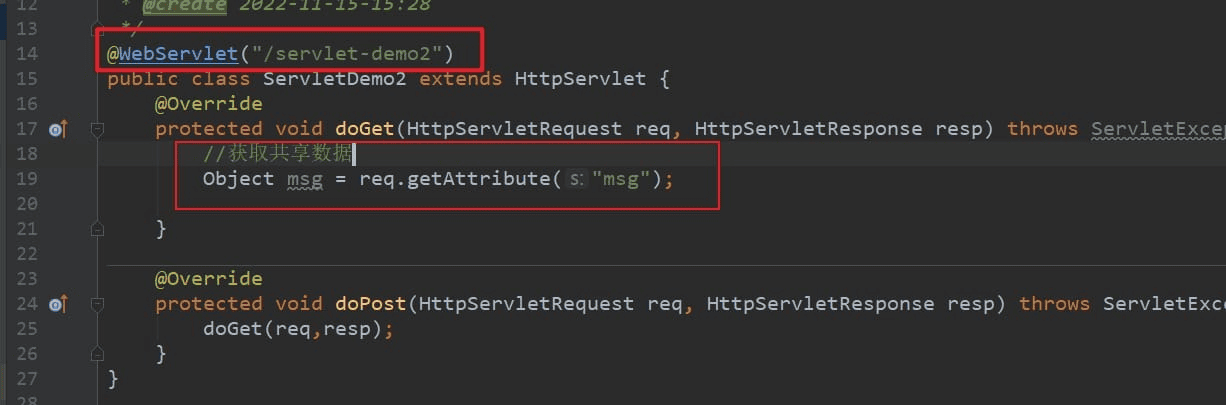 12 * @create 2022-11-15-15:28
13 */
14 @WebServlet("/servlet-demo2")
15 public class ServletDemo2 extends HttpServlet {
16 @Override
17 protected void doGet(HttpServletRequest req, HttpServletResponse resp) throws ServletExcep
18 //获取共享数据
19 Object msg = req.getAttribute( s: "msg");
20
21 }
22
23 @Override
24 protected void doPost(HttpServletRequest req, HttpServletResponse resp) throws ServletExce
25 doGet(req,resp);
26 }
27 }
28